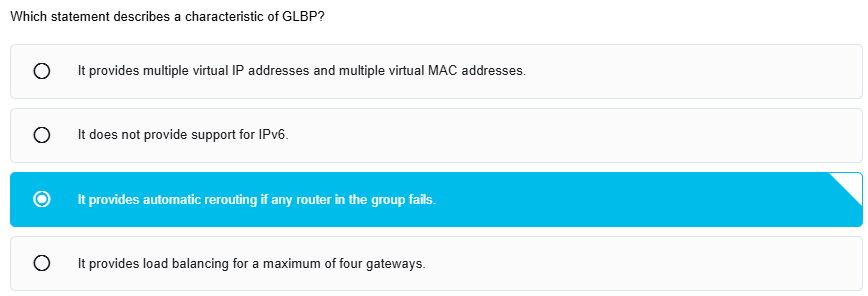 Which statement describes a characteristic of GLBP?
It provides multiple virtual IP addresses and multiple virtual MAC addresses.
It does not provide support for IPv6.
It provides automatic rerouting if any router in the group fails.
It provides load balancing for a maximum of four gateways.